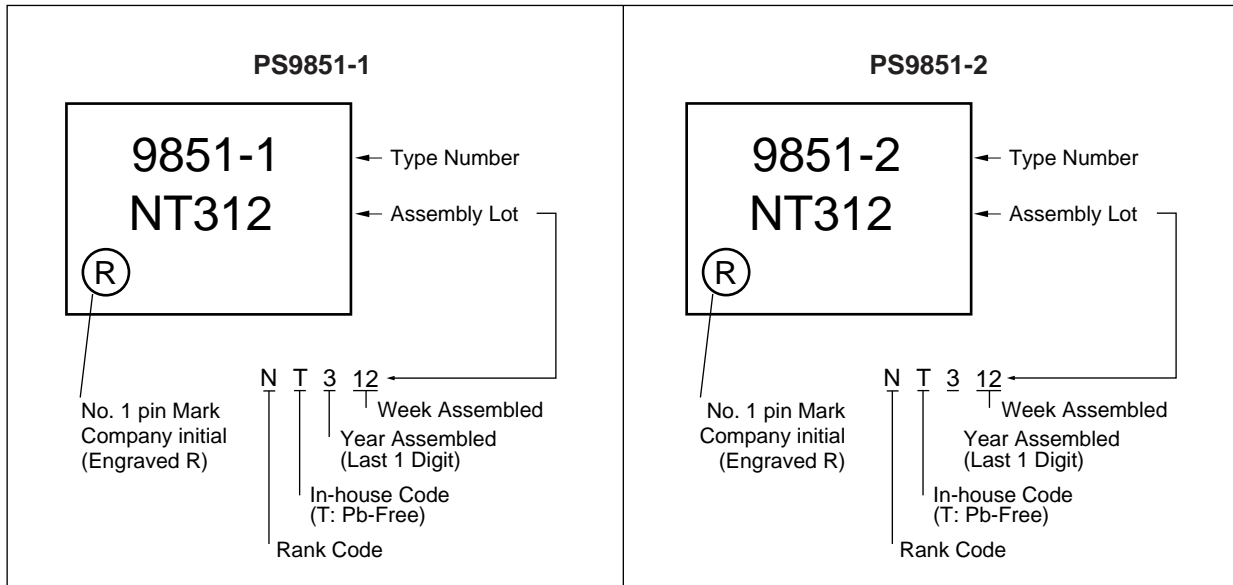 PS9851-1
9851-1
Type Number
NT312
Assembly Lot
R
N T 3 12
No. 1 pin Mark
Company initial
(Engraved R)
Week Assembled
Year Assembled
(Last 1 Digit)
In-house Code
(T: Pb-Free)
Rank Code
PS9851-2
9851-2
Type Number
NT312
Assembly Lot
R
N T 3 12
No. 1 pin Mark
Company initial
(Engraved R)
Week Assembled
Year Assembled
(Last 1 Digit)
In-house Code
(T: Pb-Free)
Rank Code